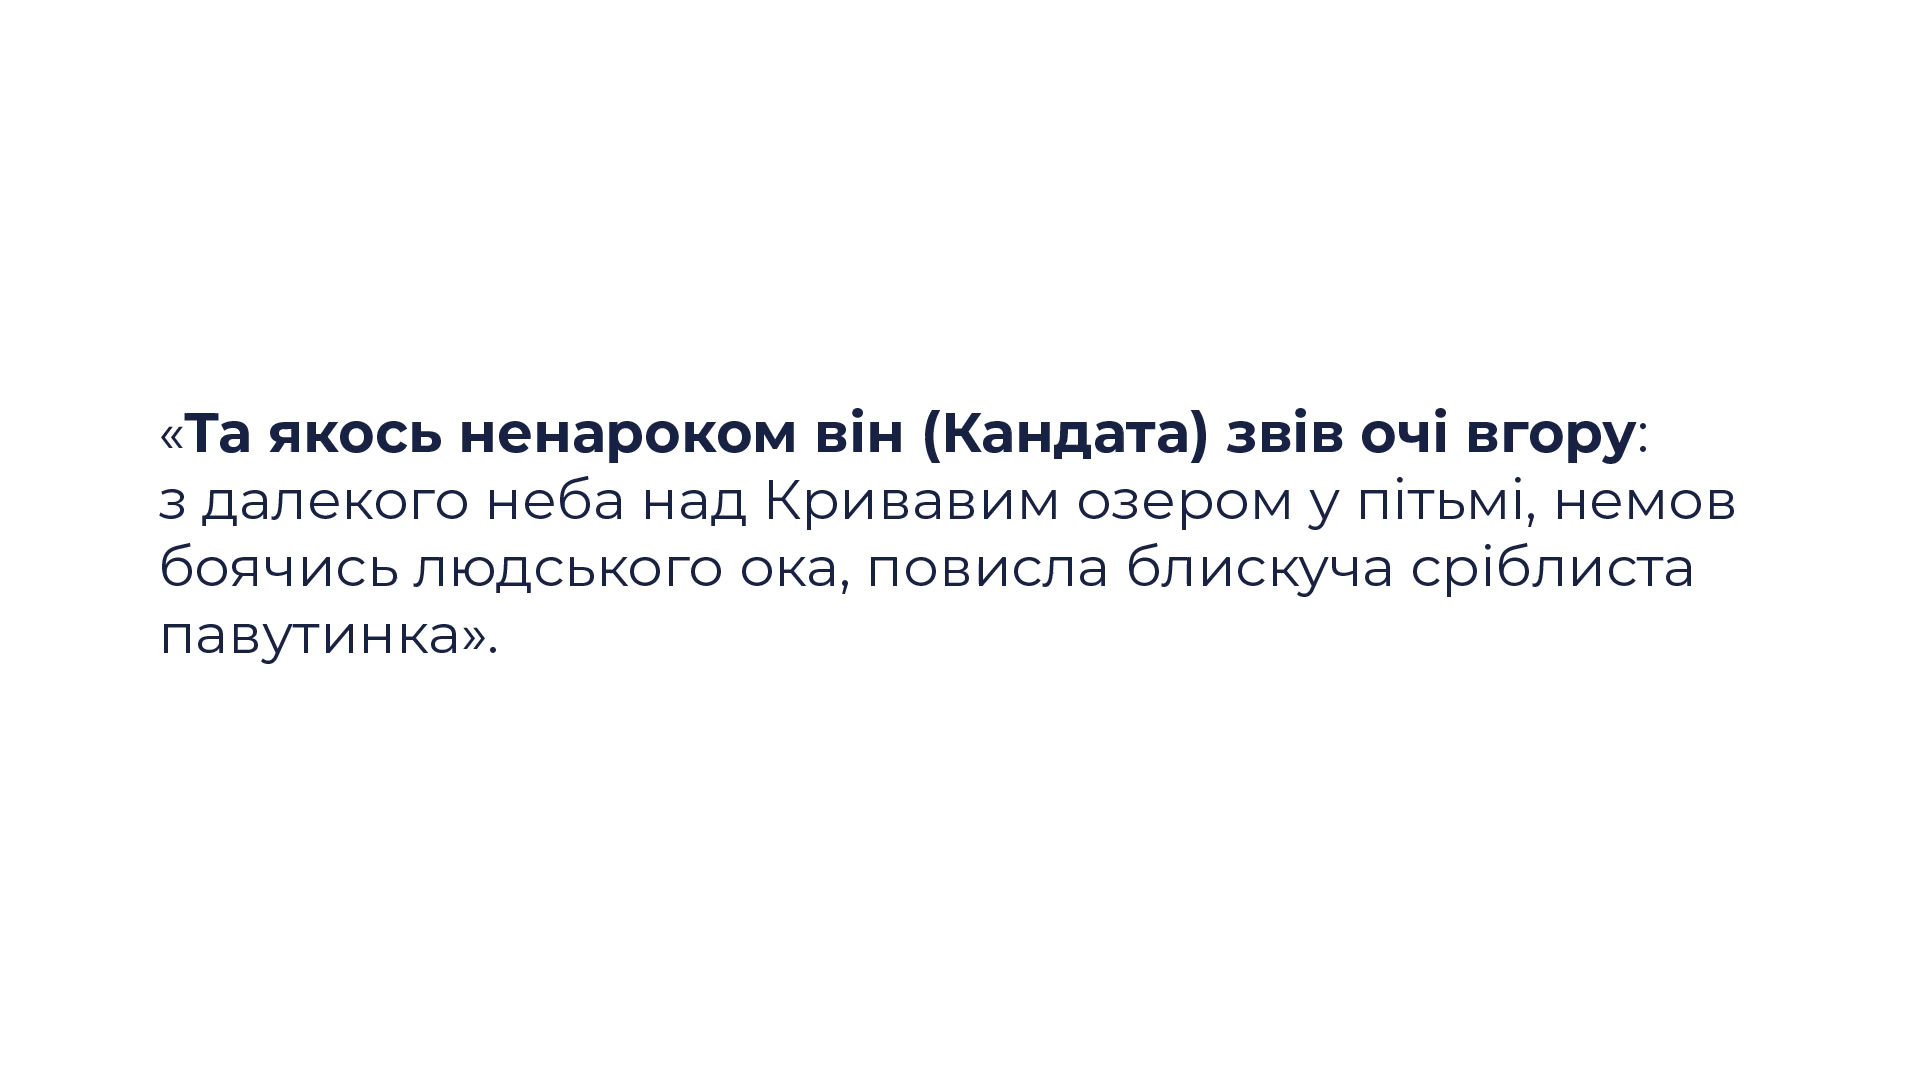 «Та якось ненароком він (Кандата) звів очі вгору:
з далекого неба над Кривавим озером у пітьмі, немов
боячись людського ока, повисла блискуча срібляста
павутинка».